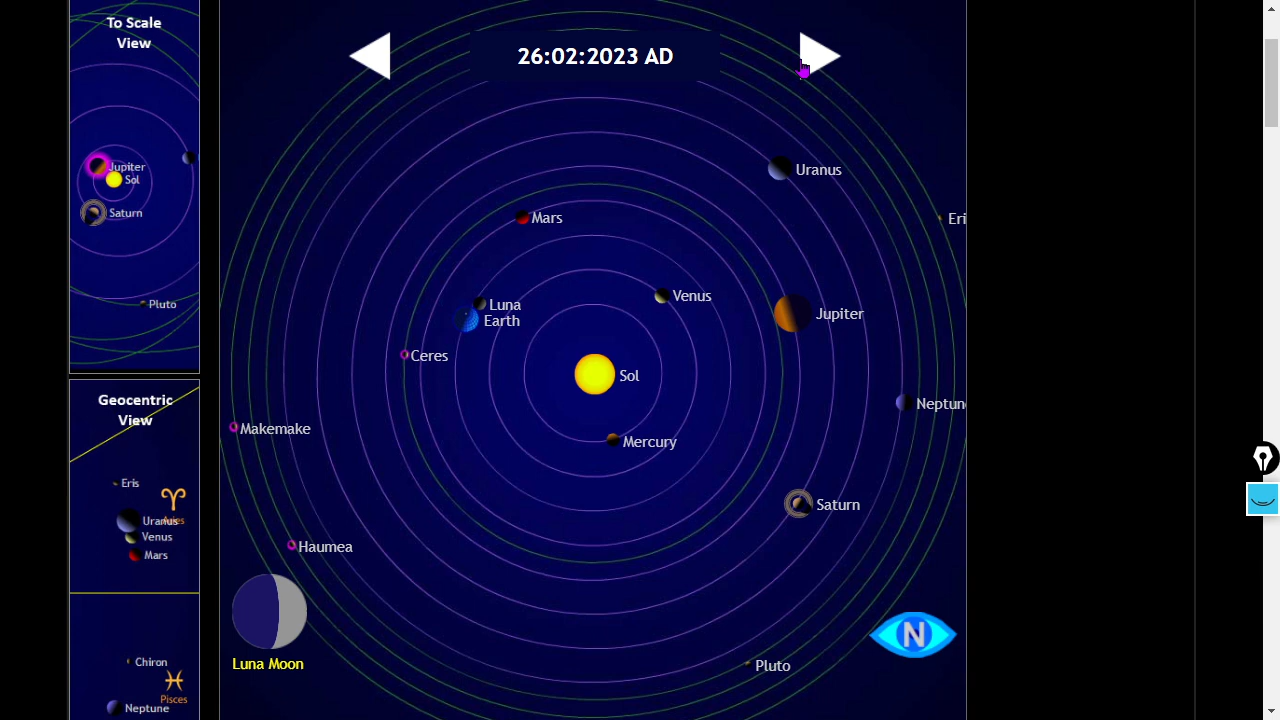 To Scale
View
Jupiter
Sol
Saturn
Pluto
Geocentric
View
Eris
Aries
Uranus
Venus
Mars
Chiron
Pisces
Neptune
26:02:2023 AD
Uranus
Mars
Eri
Luna
Venus
Earth
Jupiter
Ceres
Sol
Neptun
Makemake
Mercury
Saturn
Haumea
N
Luna Moon
Pluto